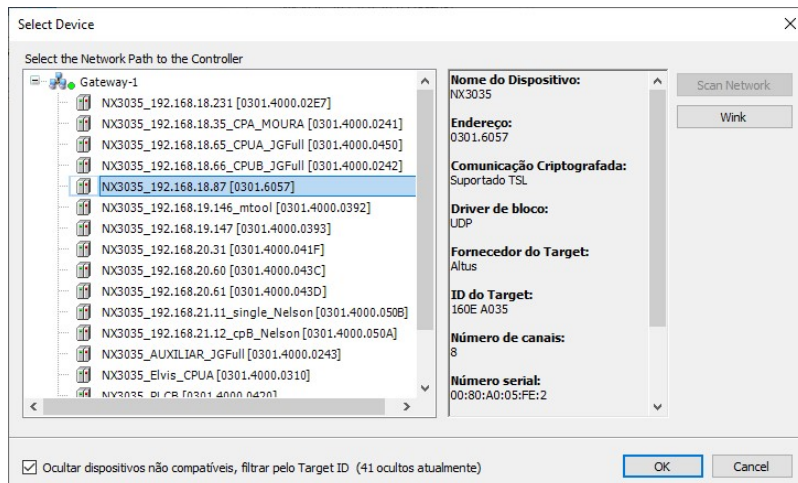 Select Device
Select the Network Path to the Controller
Gateway-1
NX3035_192.168.18.231 [0301.4000.02E7]
NX3035_192.168.18.35_CPA_MOURA [0301.4000.0241]
NX3035_192.168.18.65_CPUA_JGFull [0301.4000.0450]
NX3035_192.168.18.66_CPUB_JGFull [0301.4000.0242]
NX3035_192.168.18.87 [0301.6057]
NX3035_192.168.19.146_mtool [0301.4000.0392]
NX3035_192.168.19.147 [0301.4000.0393]
NX3035_192.168.20.31 [0301.4000.041F]
NX3035_192.168.20.60 [0301.4000.043C]
NX3035_192.168.20.61 [0301.4000.043D]
NX3035_192.168.21.11_single_Nelson [0301.4000.050B]
NX3035_192.168.21.12_cpB_Nelson [0301.4000.050A]
NX3035_AUXILIAR_JGFull [0301.4000.0243]
NX3035_Elvis_CPUA [0301.4000.0310]
NX3035_PLCB [0301.4000.0420]
Nome do Dispositivo:
NX3035
Endereço:
0301.6057
Comunicação Criptografada:
Suportado TSL
Driver de bloco:
UDP
Fornecedor do Target:
Altus
ID do Target:
160E A035
Número de canais:
8
Número serial:
00:80:A0:05:FE:2
Scan Network
Wink
Ocultar dispositivos não compatíveis, filtrar pelo Target ID (41 ocultos atualmente)
OK
Cancel